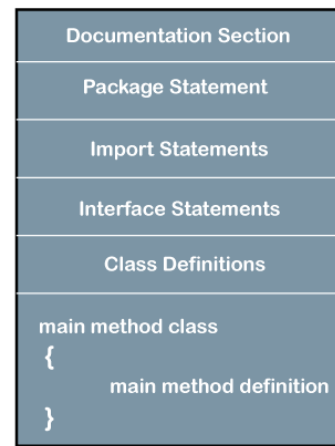 Documentation Section
Package Statement
Import Statements
Interface Statements
Class Definitions
main method class
{
main method definition
}